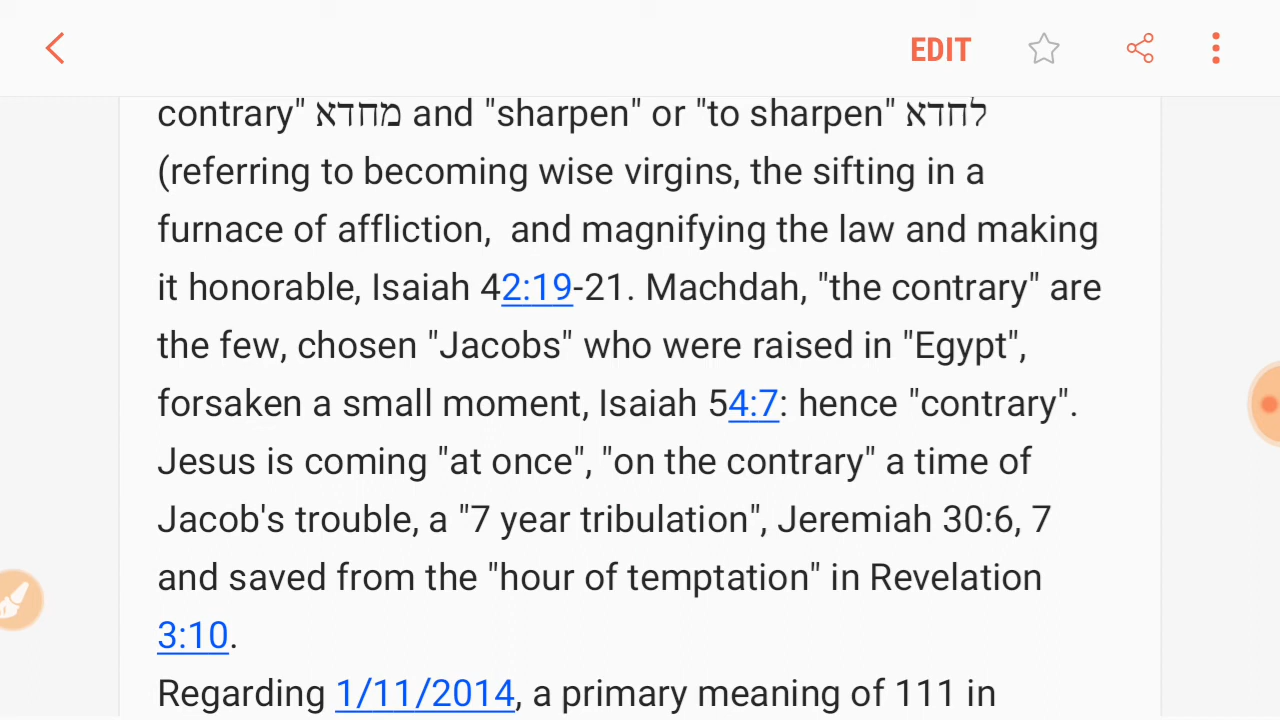 EDIT
contrary" מחדא and "sharpen" or "to sharpen" לחדא
(referring to becoming wise virgins, the sifting in a
furnace of affliction,  and magnifying the law and making
it honorable, Isaiah 42:19-21. Machdah, "the contrary" are
the few, chosen "Jacobs" who were raised in "Egypt",
forsaken a small moment, Isaiah 54:7: hence "contrary".
Jesus is coming "at once", "on the contrary" a time of
Jacob's trouble, a "7 year tribulation", Jeremiah 30:6, 7
and saved from the "hour of temptation" in Revelation
3:10.
Regarding 1/11/2014, a primary meaning of 111 in